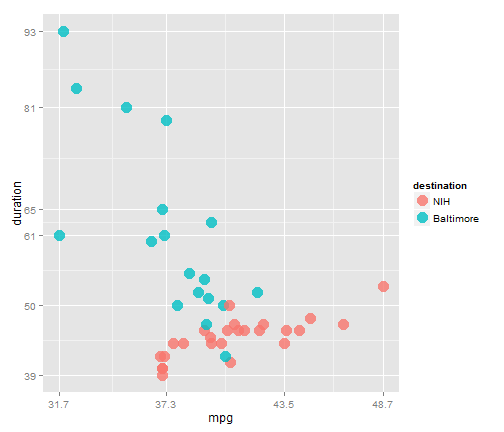 93
81
65
61
50
39
duration
31.7 37.3 43.5 48.7
mpg
destination
NIH
Baltimore